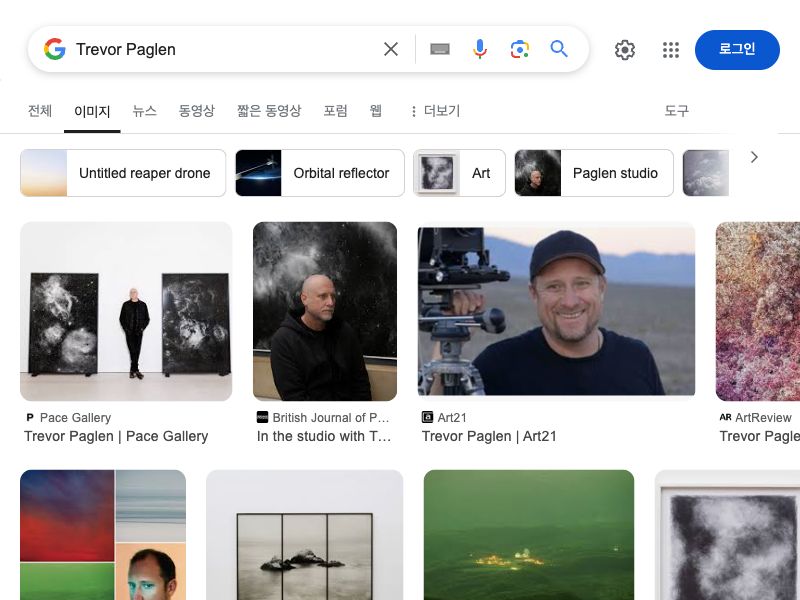 Trevor Paglen
로그인
전체 이미지 뉴스 동영상 짧은 동영상 포럼 웹 더보기 도구
Untitled reaper drone
Orbital reflector
Art
Paglen studio
Pace Gallery
Trevor Paglen | Pace Gallery
British Journal of P...
In the studio with T...
Art21
Trevor Paglen | Art21
AR ArtReview
Trevor Pagle